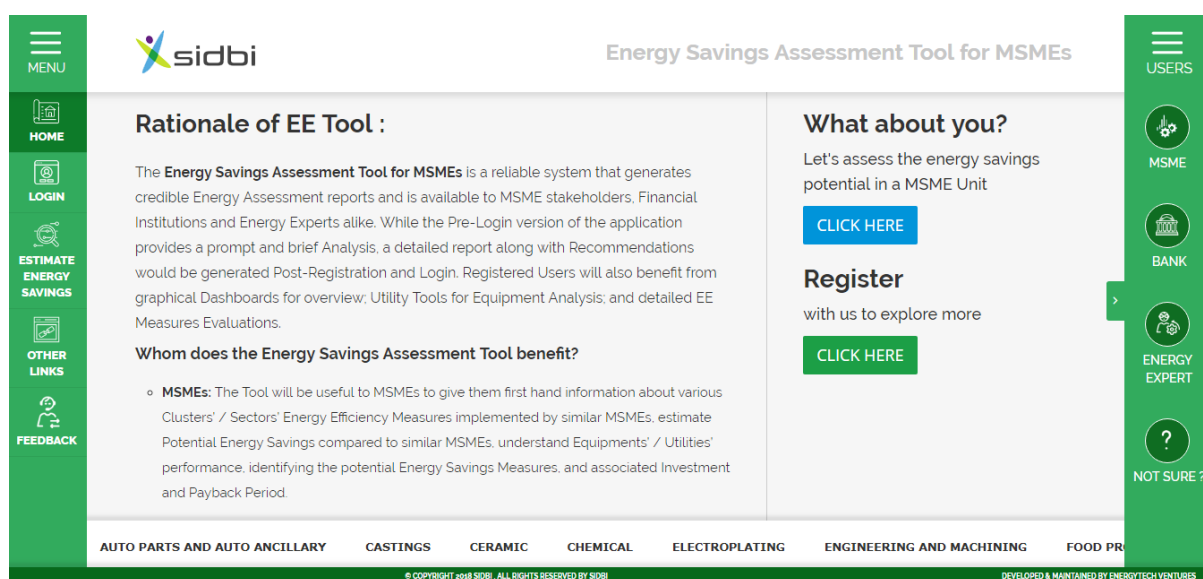 MENU
sidbi
Energy Savings Assessment Tool for MSMEs
USERS
HOME
LOGIN
ESTIMATE
ENERGY
SAVINGS
OTHER
LINKS
FEEDBACK
Rationale of EE Tool :
The Energy Savings Assessment Tool for MSMEs is a reliable system that generates
credible Energy Assessment reports and is available to MSME stakeholders, Financial
Institutions and Energy Experts alike. While the Pre-Login version of the application
provides a prompt and brief Analysis, a detailed report along with Recommendations
would be generated Post-Registration and Login. Registered Users will also benefit from
graphical Dashboards for overview; Utility Tools for Equipment Analysis; and detailed EE
Measures Evaluations.
Whom does the Energy Savings Assessment Tool benefit?
MSMEs: The Tool will be useful to MSMEs to give them first hand information about various
Clusters' / Sectors' Energy Efficiency Measures implemented by similar MSMEs, estimate
Potential Energy Savings compared to similar MSMEs, understand Equipments' / Utilities'
performance, identifying the potential Energy Savings Measures, and associated Investment
and Payback Period.
What about you?
Let's assess the energy savings
potential in a MSME Unit
CLICK HERE
Register
with us to explore more
CLICK HERE
MSME
BANK
ENERGY
EXPERT
?
NOT SURE ?
AUTO PARTS AND AUTO ANCILLARY CASTINGS CERAMIC CHEMICAL ELECTROPLATING ENGINEERING AND MACHINING FOOD PR
© COPYRIGHT 2018 SIDBI . ALL RIGHTS RESERVED BY SIDBI
DEVELOPED & MAINTAINED BY ENERGYTECH VENTURES